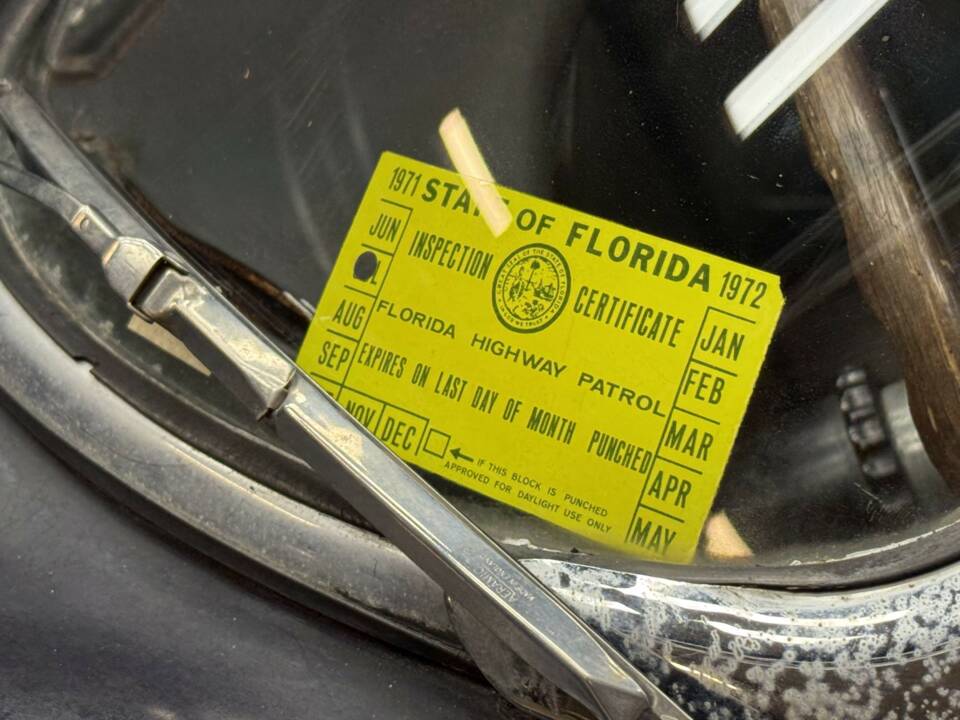 1971 STATE OF FLORIDA 1972
INSPECTION CERTIFICATE
FLORIDA HIGHWAY PATROL
EXPIRES ON LAST DAY OF MONTH PUNCHED
JUN
AUG
SEP
NOV
DEC
IF THIS BLOCK IS PUNCHED
APPROVED FOR DAYLIGHT USE ONLY
JAN
FEB
MAR
APR
MAY